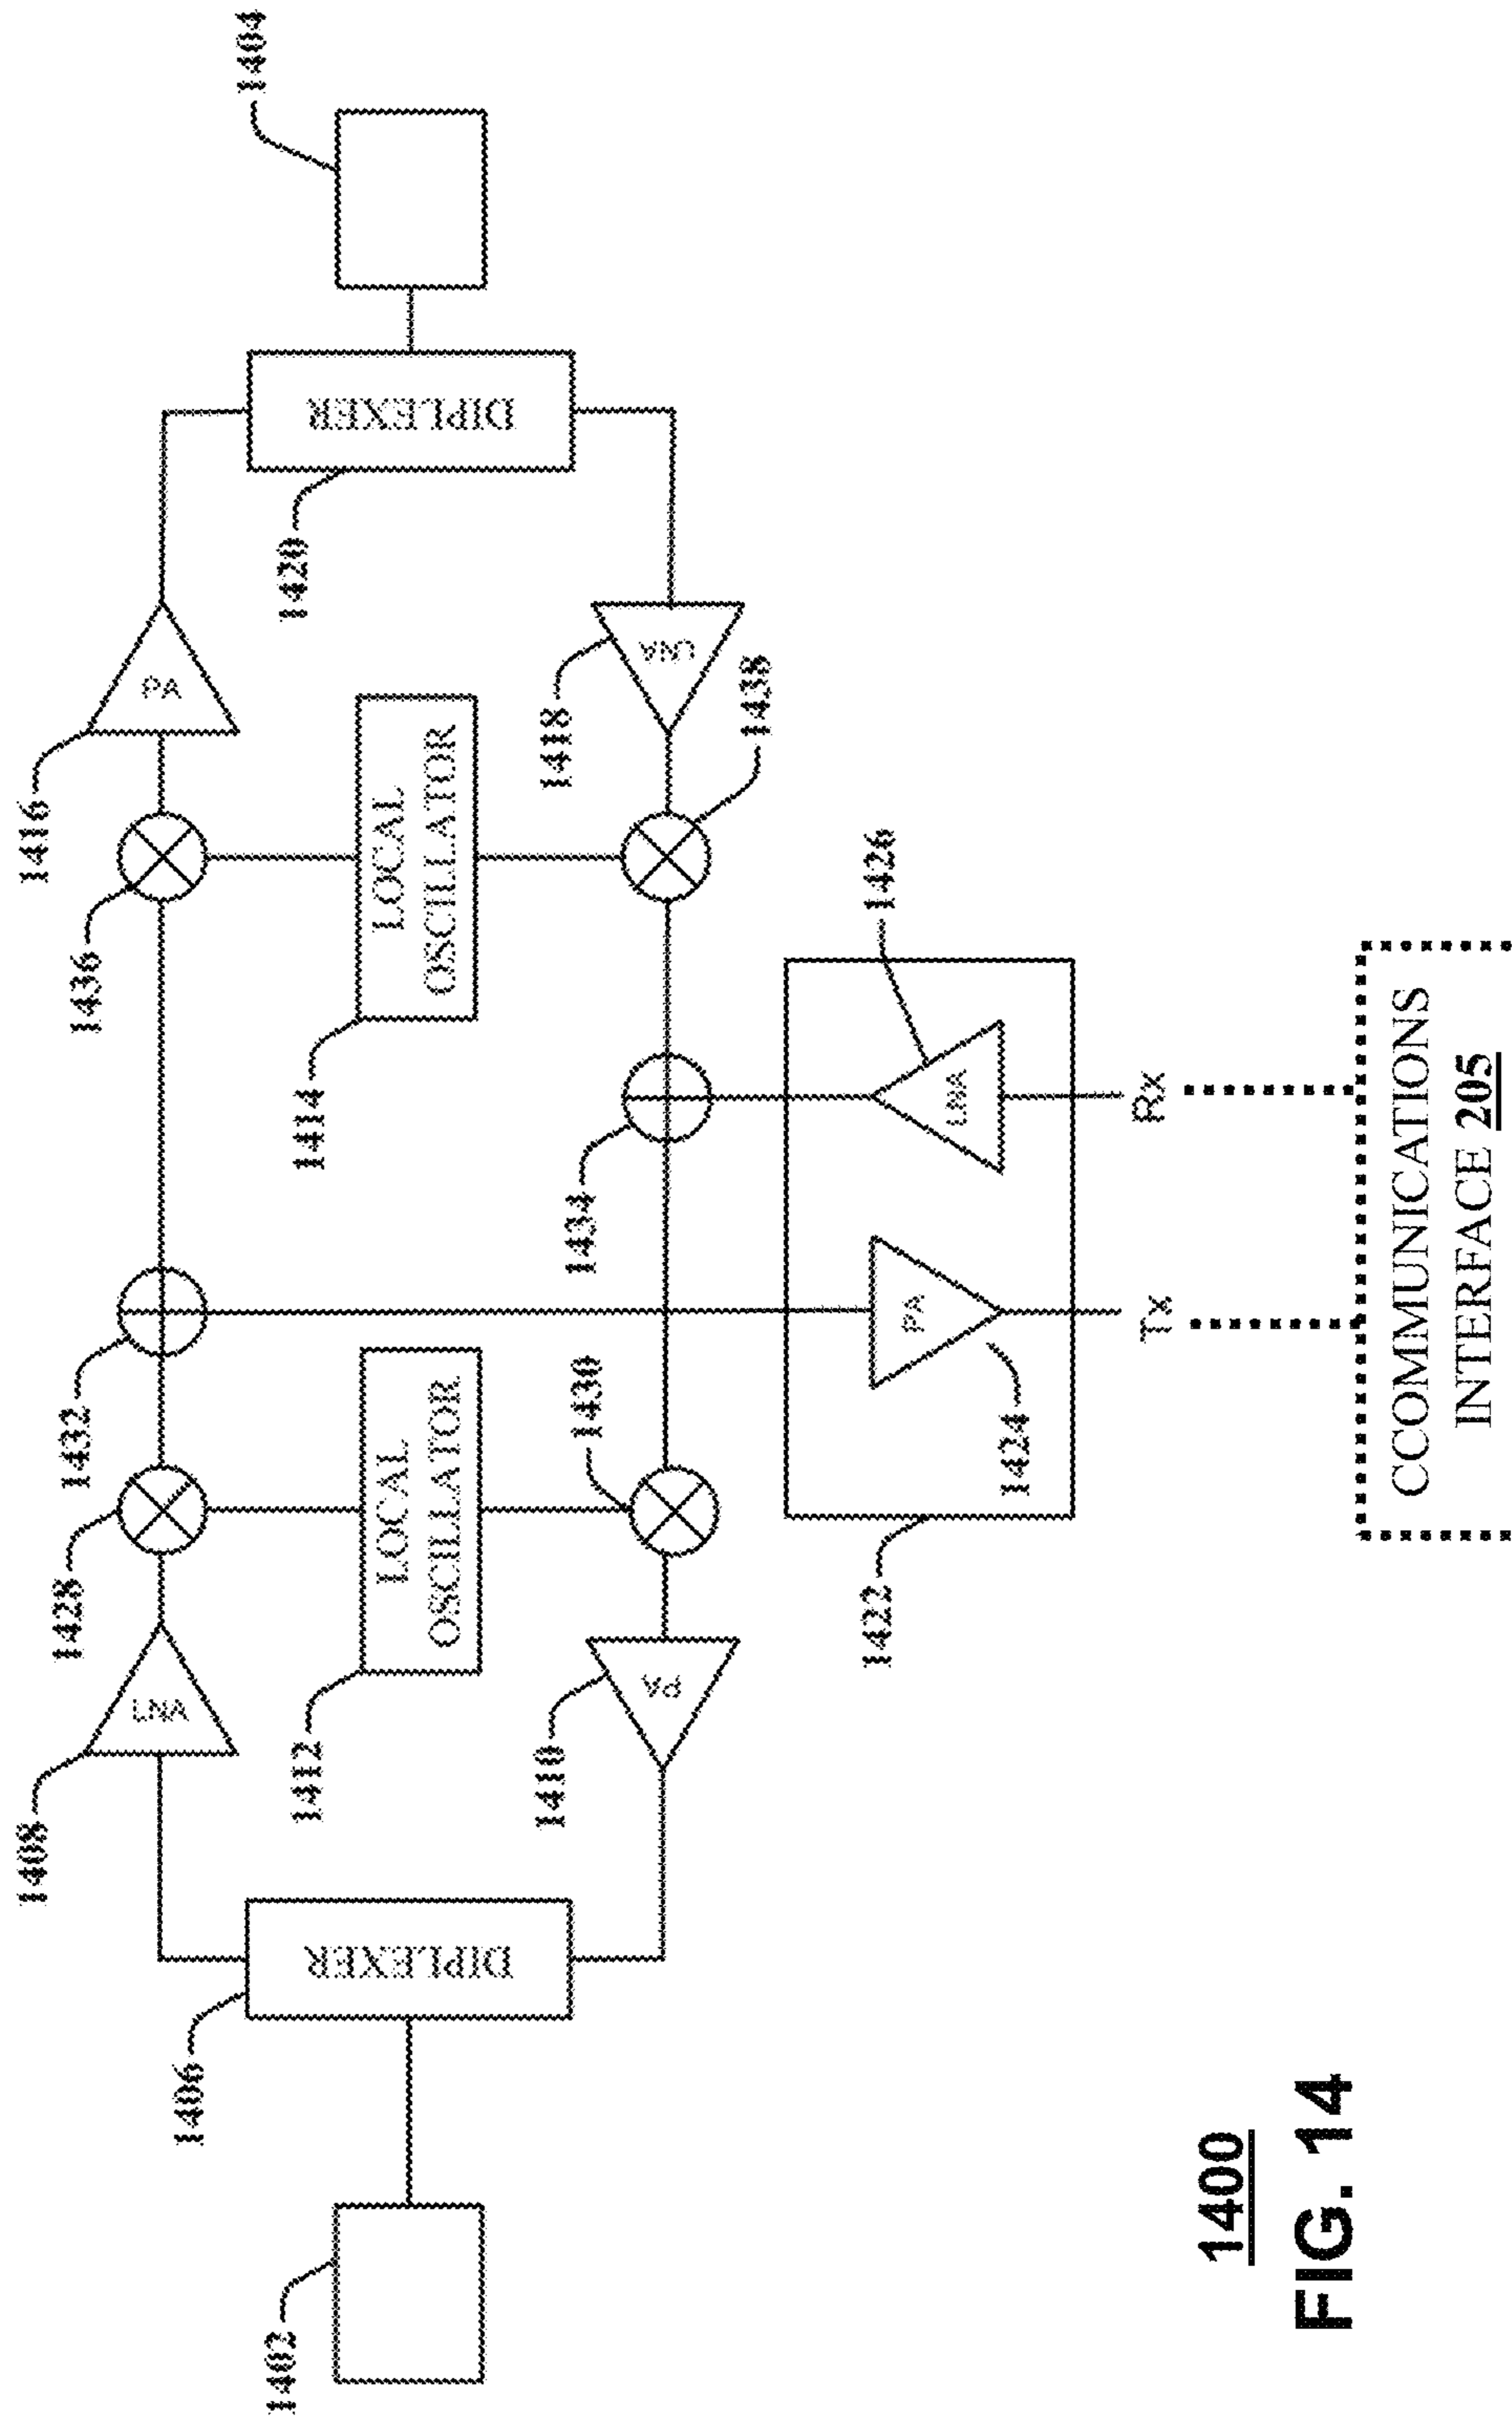 1404
1416
PA
1436
1420
DIPLEXER
LOCAL
OSCILLATOR
1414
1418
LNA
1438
1432
1428
1434
1426
LNA
Rx
LOCAL
OSCILLATOR
1412
1430
PA
1424
Tx
1422
CCOMMUNICATIONS
INTERFACE 205
1408
LNA
1410
PA
DIPLEXER
1406
1402
1400
FIG. 14